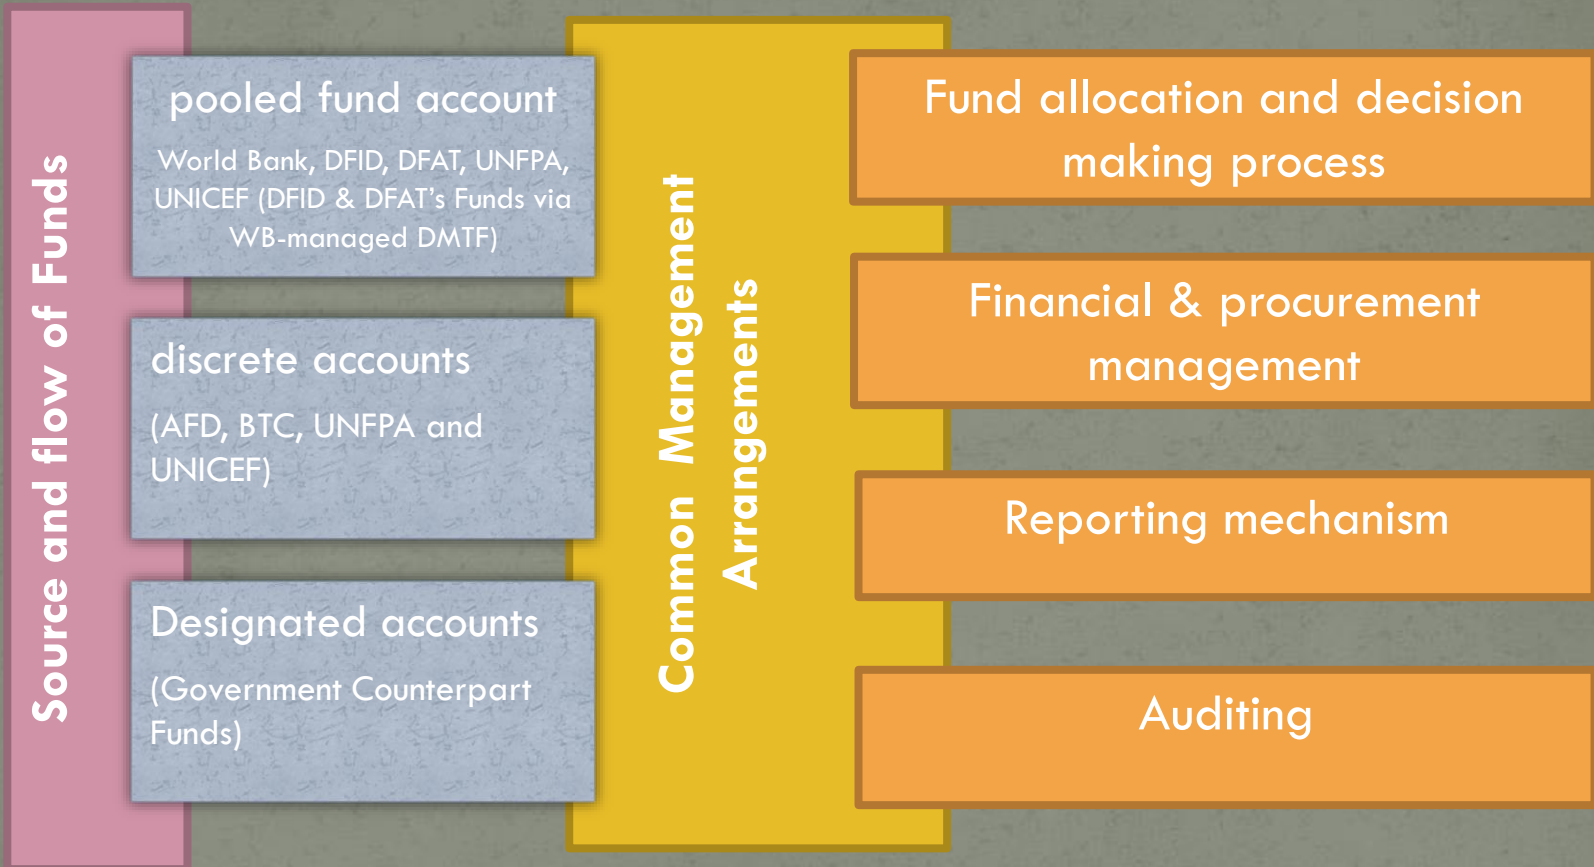 Source and flow of Funds
pooled fund account
World Bank, DFID, DFAT, UNFPA,
UNICEF (DFID & DFAT’s Funds via
WB-managed DMTF)
discrete accounts
(AFD, BTC, UNFPA and
UNICEF)
Designated accounts
(Government Counterpart
Funds)
Common Management
Arrangements
Fund allocation and decision
making process
Financial & procurement
management
Reporting mechanism
Auditing